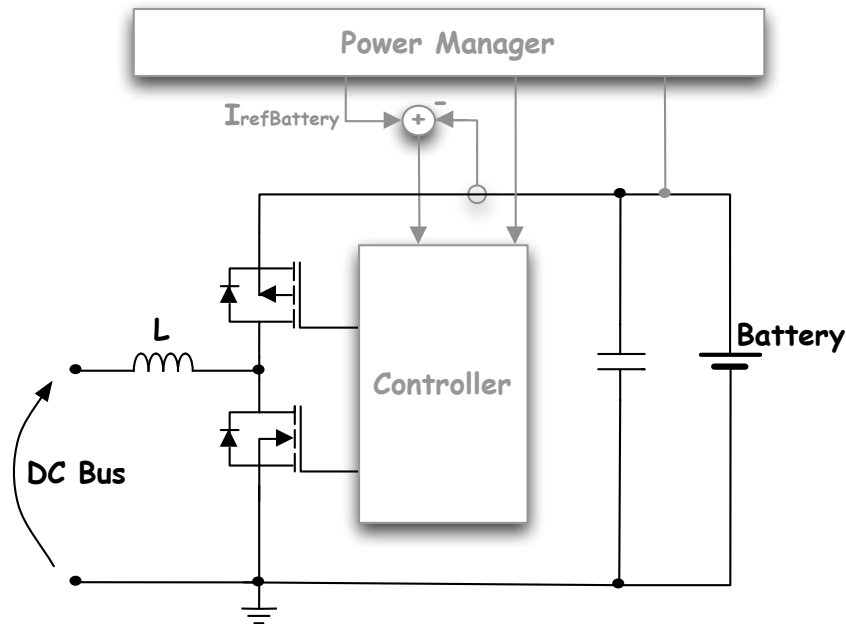 Power Manager
IrefBattery
-
+
L
Battery
Controller
DC Bus